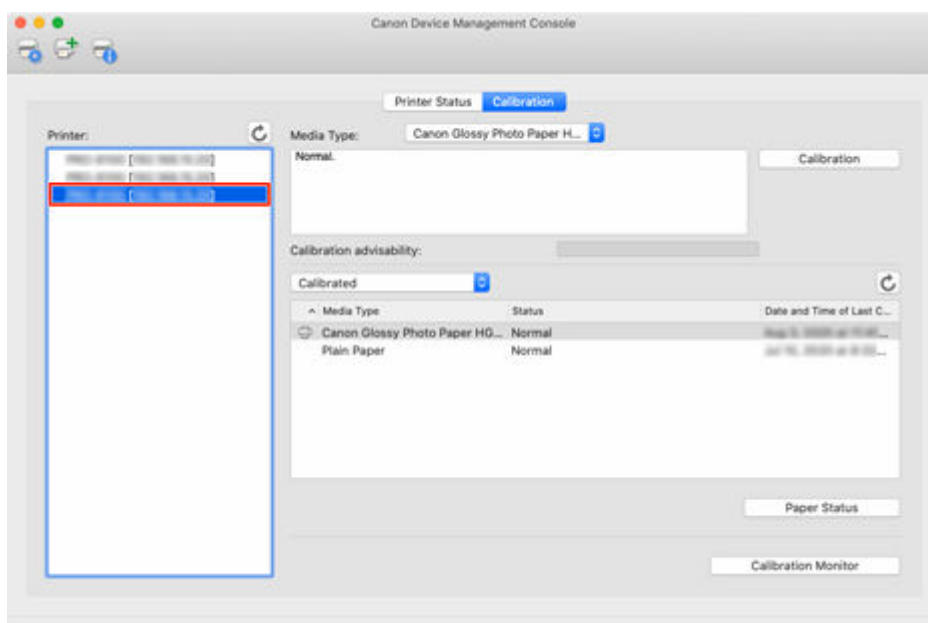 Canon Device Management Console
Printer Status Calibration
Printer:
Media Type: Canon Glossy Photo Paper H...
Normal.
Calibration
Calibration advisability:
Calibrated
Media Type Status Date and Time of Last C...
Canon Glossy Photo Paper HG... Normal
Plain Paper Normal
Paper Status
Calibration Monitor